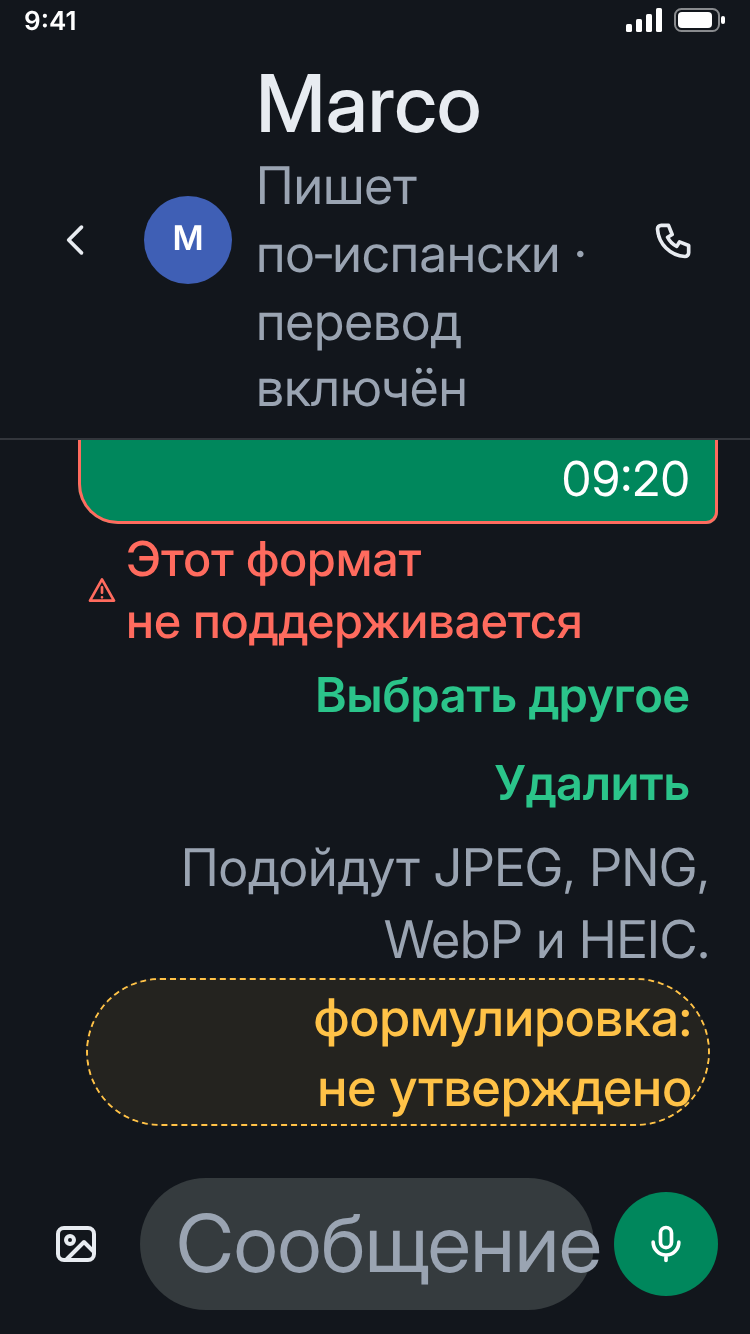 9:41
Marco
M
Пишет
по-испански ·
перевод
включён
09:20
Этот формат
не поддерживается
Выбрать другое
Удалить
Подойдут JPEG, PNG,
WebP и HEIC.
формулировка:
не утверждено
Сообщение